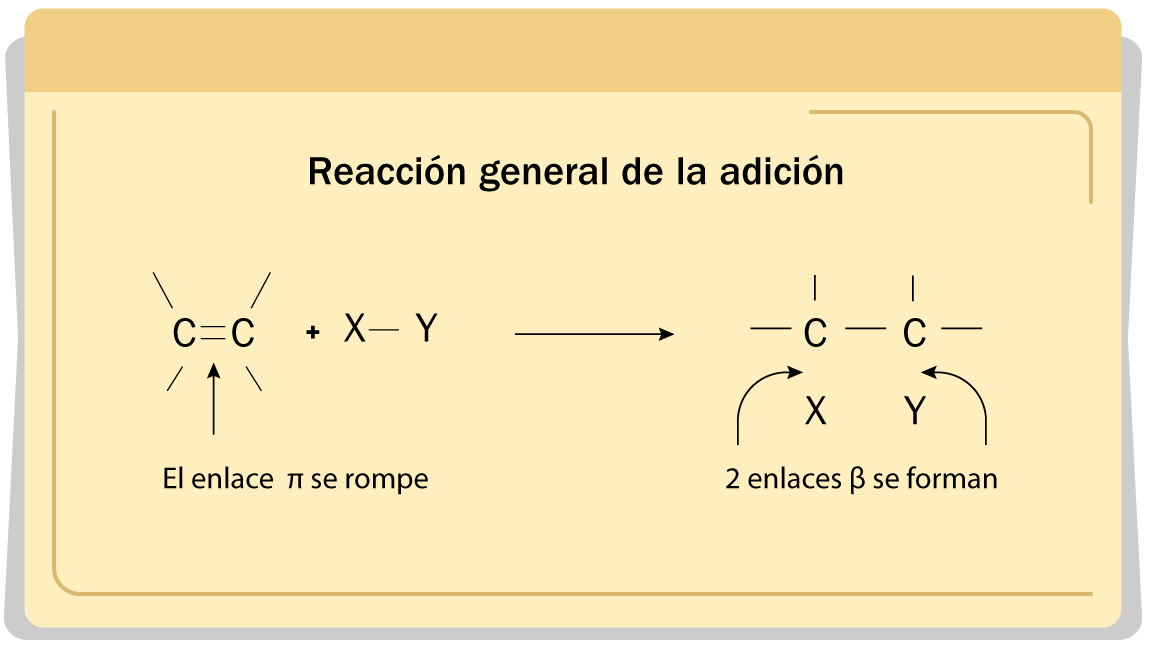 Reacción general de la adición
C=C + X— Y → — C — C —
X Y
El enlace π se rompe
2 enlaces β se forman